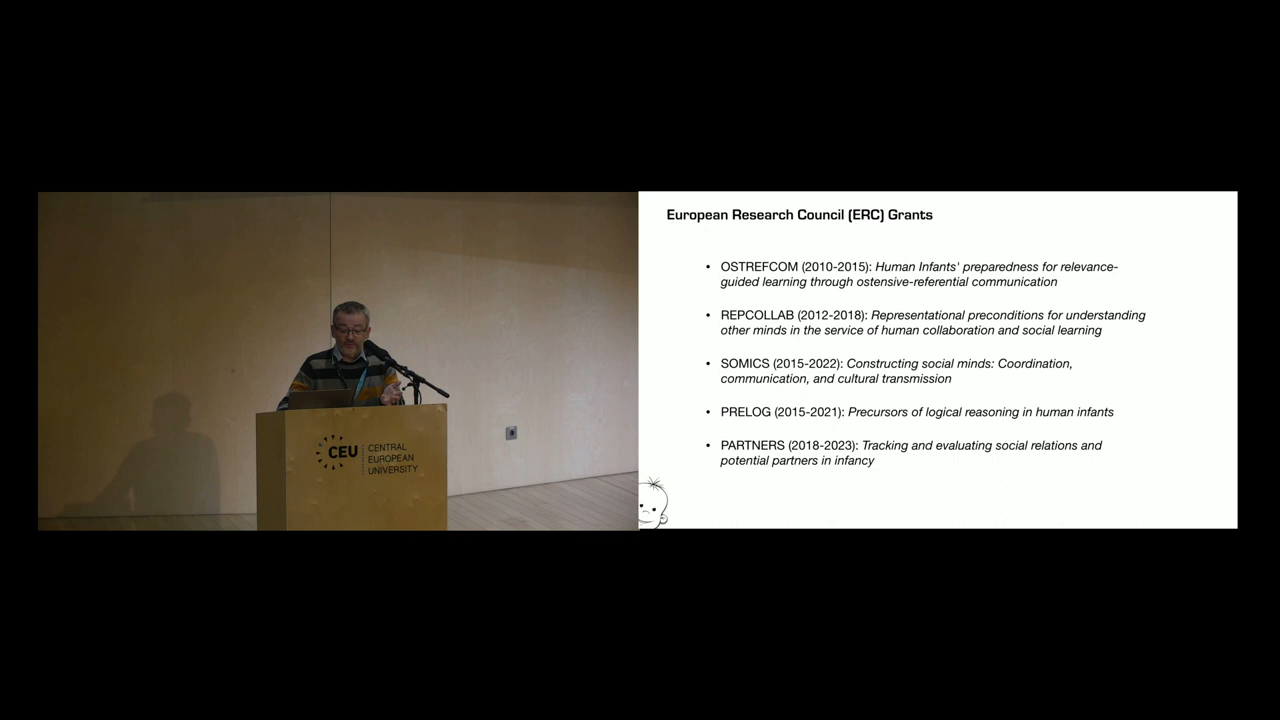 European Research Council (ERC) Grants
• OSTREFCOM (2010-2015): Human Infants' preparedness for relevance-
guided learning through ostensive-referential communication
• REPCOLLAB (2012-2018): Representational preconditions for understanding
other minds in the service of human collaboration and social learning
• SOMICS (2015-2022): Constructing social minds: Coordination,
communication, and cultural transmission
• PRELOG (2015-2021): Precursors of logical reasoning in human infants
• PARTNERS (2018-2023): Tracking and evaluating social relations and
potential partners in infancy
CEU
CENTRAL
EUROPEAN
UNIVERSITY